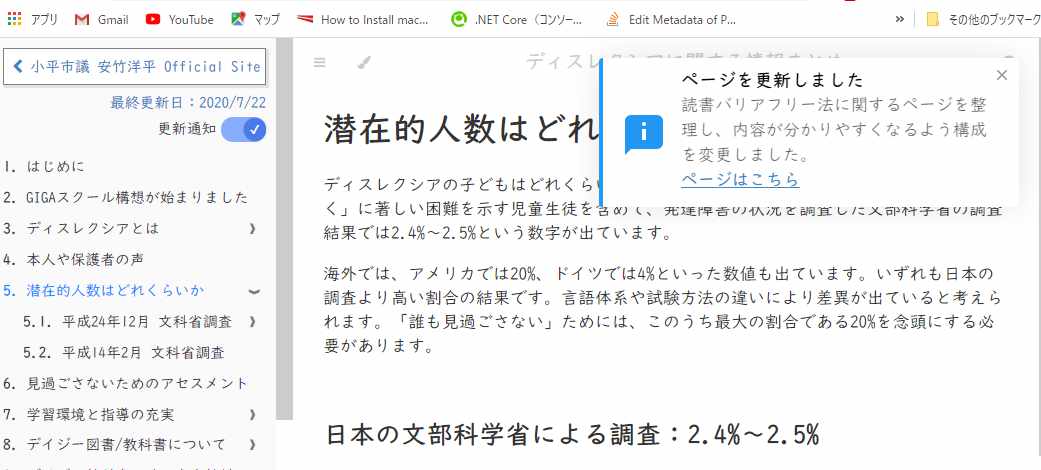 アプリ Gmail YouTube マップ How to Install mac... .NET Core（コンソー... Edit Metadata of P... » その他のブックマーク
小平市議 安竹洋平 Official Site
最終更新日：2020/7/22
更新通知
1. はじめに
2. GIGAスクール構想が始まりました
3. ディスレクシアとは
4. 本人や保護者の声
5. 潜在的人数はどれくらいか
5.1. 平成24年12月 文科省調査
5.2. 平成14年2月 文科省調査
6. 見過ごさないためのアセスメント
7. 学習環境と指導の充実
8. デイジー図書/教科書について
ディスレクシアに関する情報まとめ
ページを更新しました
読書バリアフリー法に関するページを整
理し、内容が分かりやすくなるよう構成
を変更しました。
ページはこちら
潜在的人数はどれ
ディスレクシアの子どもはどれくらい
く」に著しい困難を示す児童生徒を含めて、発達障害の状況を調査した文部科学省の調査
結果では2.4%～2.5%という数字が出ています。
海外では、アメリカでは20%、ドイツでは4%といった数値も出ています。いずれも日本の
調査より高い割合の結果です。言語体系や試験方法の違いにより差異が出ていると考えら
れます。「誰も見過ごさない」ためには、このうち最大の割合である20%を念頭にする必
要があります。
日本の文部科学省による調査：2.4%～2.5%